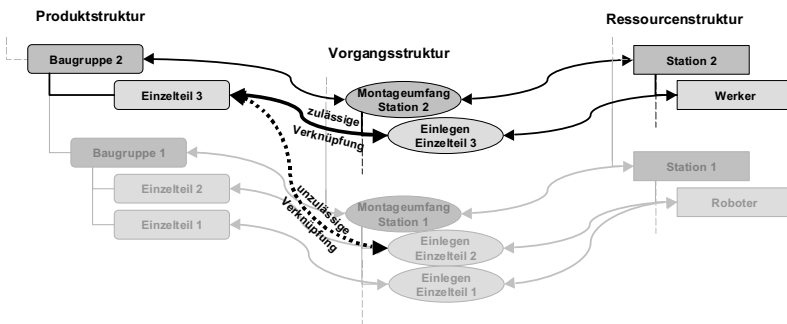 Produktstruktur
Vorgangsstruktur
Ressourcenstruktur
Baugruppe 2
Einzelteil 3
Montageumfang
Station 2
zulässige
Verknüpfung
Einlegen
Einzelteil 3
Station 2
Werker
Baugruppe 1
Einzelteil 2
Einzelteil 1
unzulässige
Verknüpfung
Montageumfang
Station 1
Einlegen
Einzelteil 2
Einlegen
Einzelteil 1
Station 1
Roboter